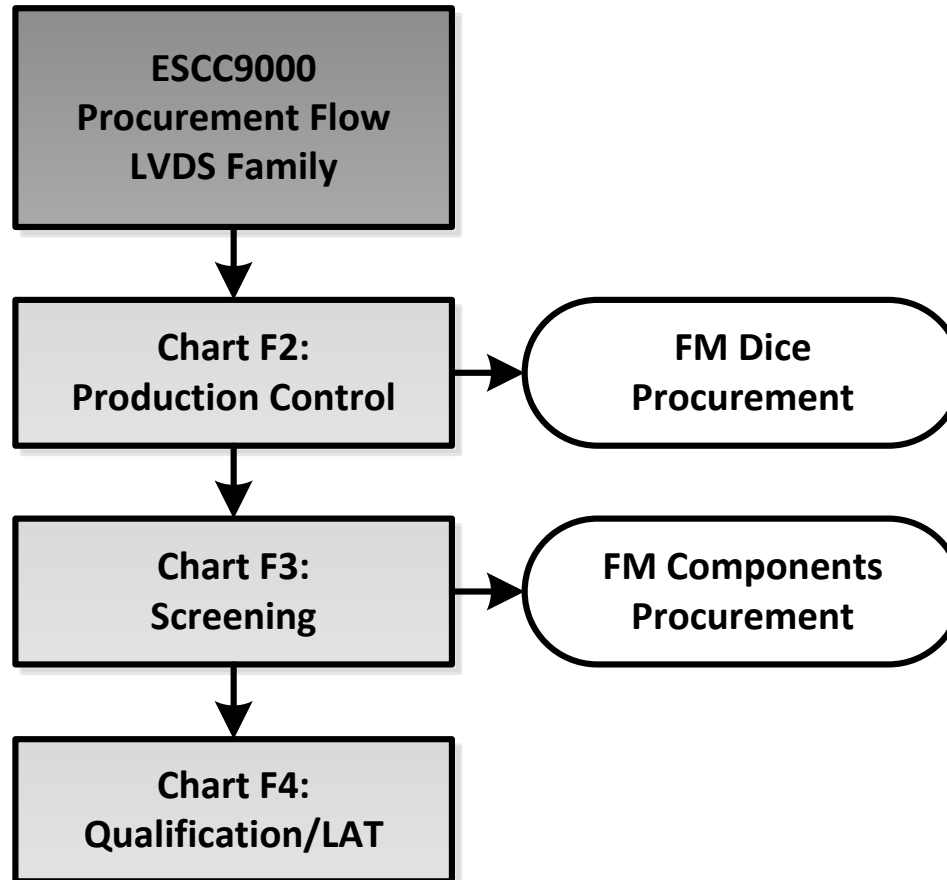 ESCC9000
Procurement Flow
LVDS Family
Chart F2:
Production Control
FM Dice
Procurement
Chart F3:
Screening
FM Components
Procurement
Chart F4:
Qualification/LAT